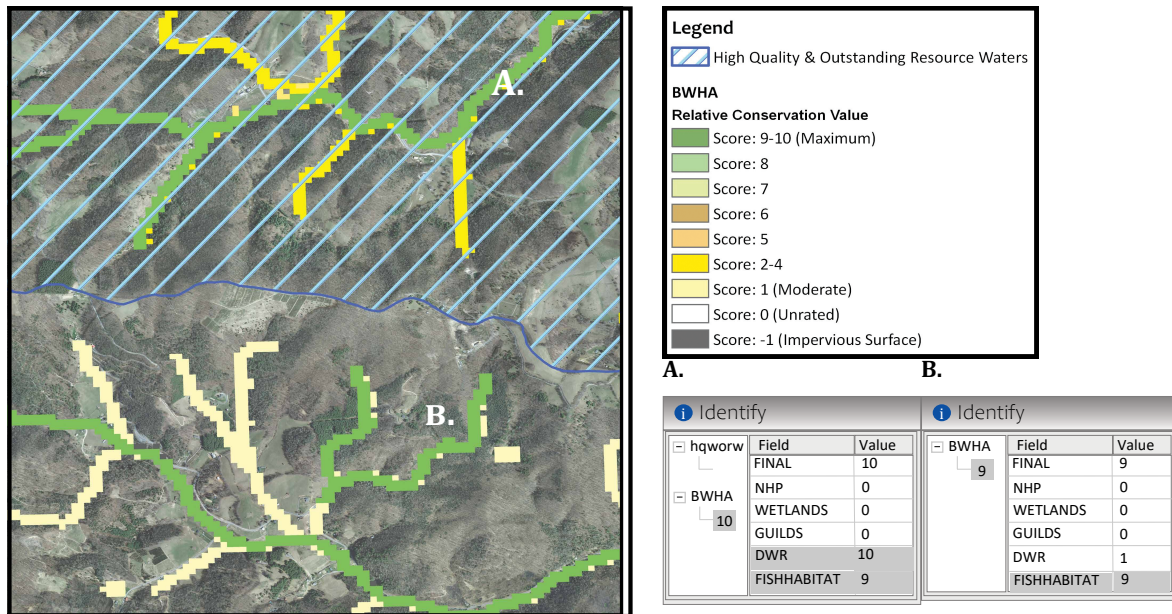 A.
B.
Legend
High Quality & Outstanding Resource Waters
BWHA
Relative Conservation Value
Score: 9-10 (Maximum)
Score: 8
Score: 7
Score: 6
Score: 5
Score: 2-4
Score: 1 (Moderate)
Score: 0 (Unrated)
Score: -1 (Impervious Surface)
A.
i Identify
hqworw
BWHA
10
Field Value
FINAL 10
NHP 0
WETLANDS 0
GUILDS 0
DWR 10
FISHHABITAT 9
B.
i Identify
BWHA
9
Field Value
FINAL 9
NHP 0
WETLANDS 0
GUILDS 0
DWR 1
FISHHABITAT 9